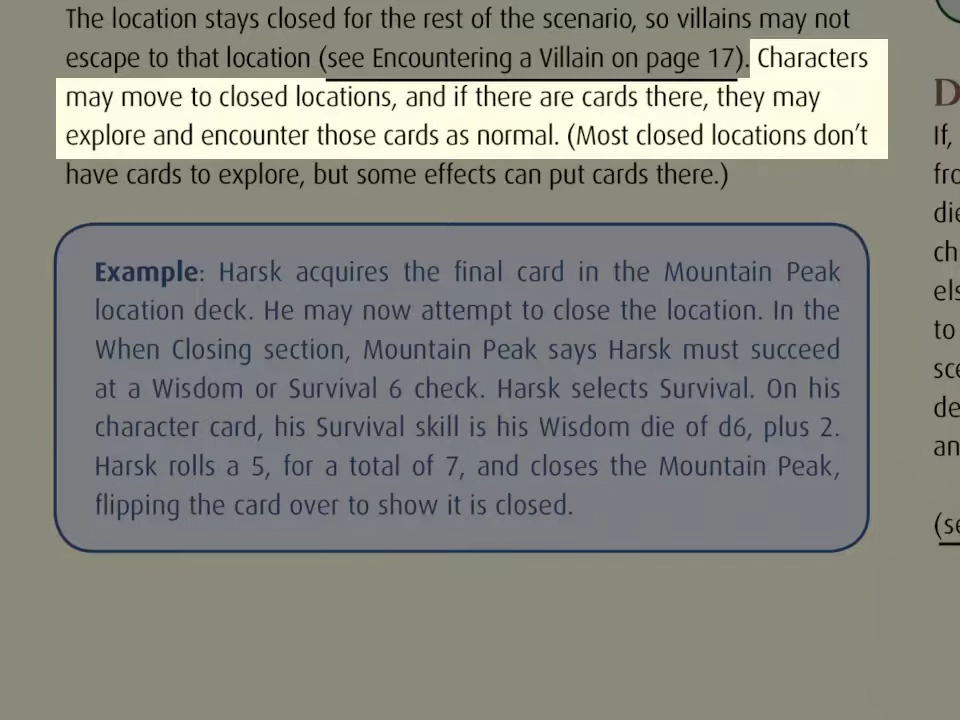 The location stays closed for the rest of the scenario, so villains may not
escape to that location (see Encountering a Villain on page 17). Characters
may move to closed locations, and if there are cards there, they may
explore and encounter those cards as normal. (Most closed locations don't
have cards to explore, but some effects can put cards there.)
Example: Harsk acquires the final card in the Mountain Peak
location deck. He may now attempt to close the location. In the
When Closing section, Mountain Peak says Harsk must succeed
at a Wisdom or Survival 6 check. Harsk selects Survival. On his
character card, his Survival skill is his Wisdom die of d6, plus 2.
Harsk rolls a 5, for a total of 7, and closes the Mountain Peak,
flipping the card over to show it is closed.
D
If,
to